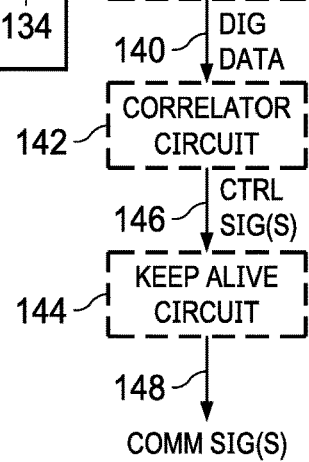 134
140
DIG
DATA
142
CORRELATOR
CIRCUIT
146
CTRL
SIG(S)
144
KEEP ALIVE
CIRCUIT
148
COMM SIG(S)